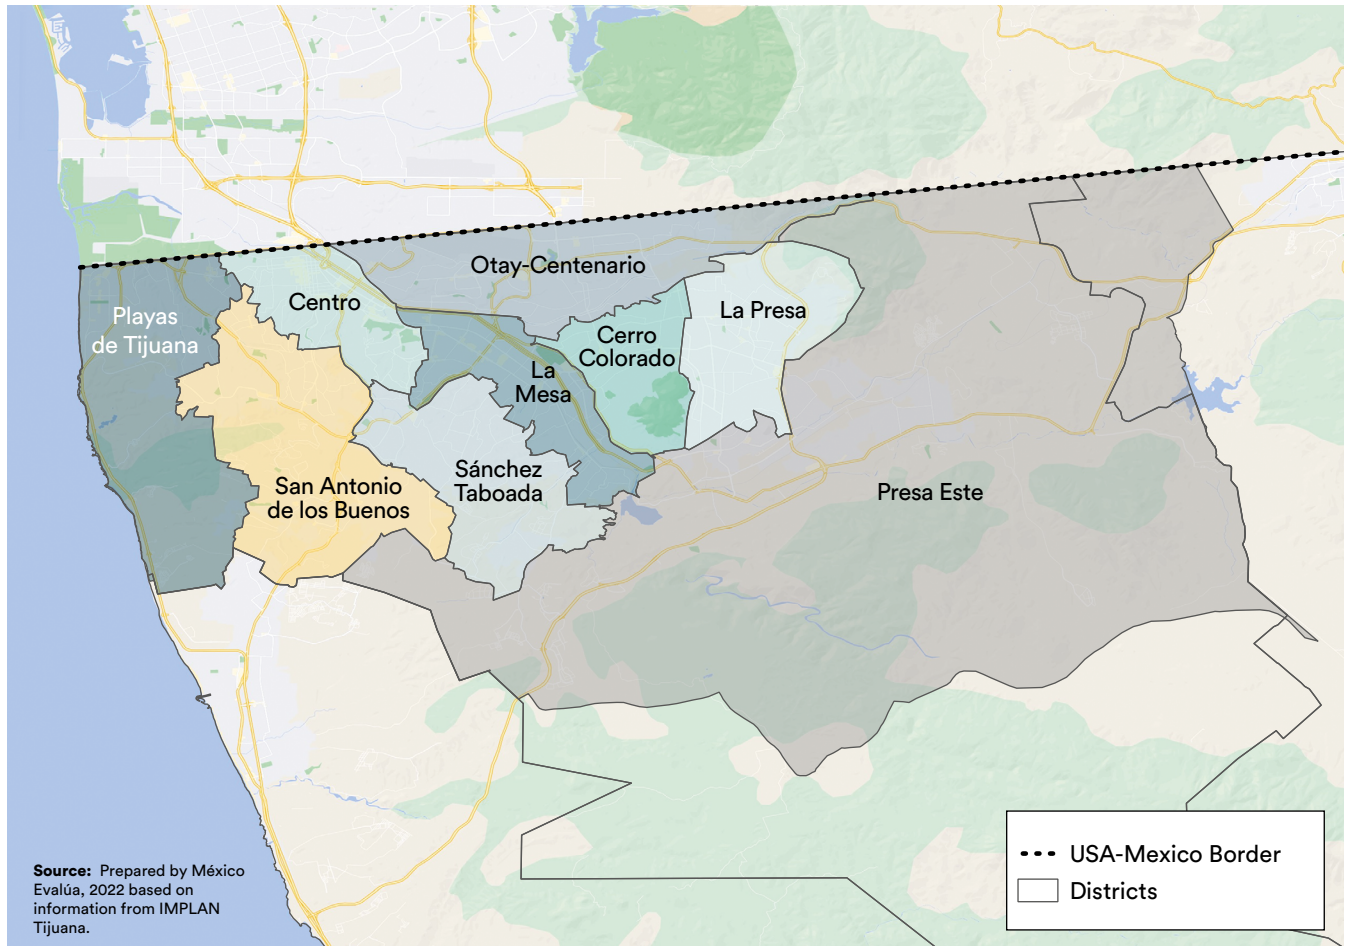 Otay-Centenario
Centro
Playas
de Tijuana
La Presa
Cerro
Colorado
La
Mesa
Sánchez
Taboada
San Antonio
de los Buenos
Presa Este
USA-Mexico Border
Districts
Source: Prepared by México
Evalúa, 2022 based on
information from IMPLAN
Tijuana.